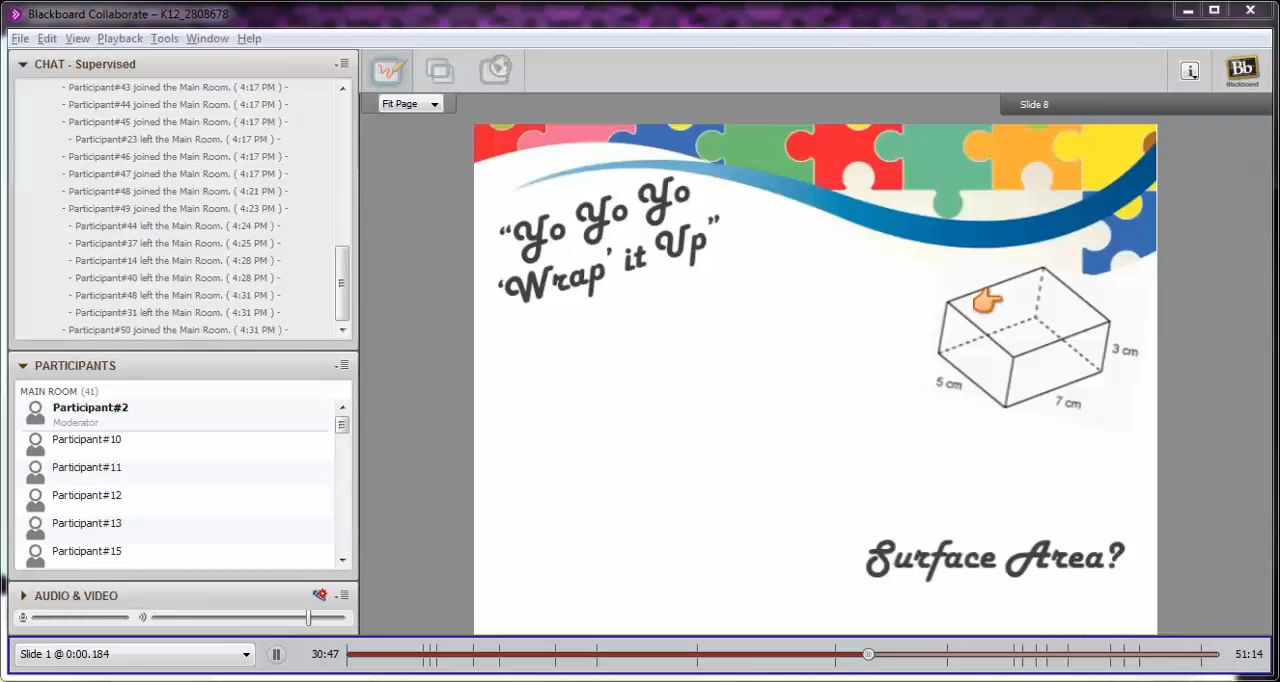 Blackboard Collaborate – K12_2808678
File Edit View Playback Tools Window Help
CHAT - Supervised
- Participant#43 joined the Main Room. ( 4:17 PM ) -
- Participant#44 joined the Main Room. ( 4:17 PM ) -
- Participant#45 joined the Main Room. ( 4:17 PM ) -
- Participant#23 left the Main Room. ( 4:17 PM ) -
- Participant#46 joined the Main Room. ( 4:17 PM ) -
- Participant#47 joined the Main Room. ( 4:17 PM ) -
- Participant#48 joined the Main Room. ( 4:21 PM ) -
- Participant#49 joined the Main Room. ( 4:23 PM ) -
- Participant#44 left the Main Room. ( 4:24 PM ) -
- Participant#37 left the Main Room. ( 4:25 PM ) -
- Participant#14 left the Main Room. ( 4:28 PM ) -
- Participant#40 left the Main Room. ( 4:28 PM ) -
- Participant#48 left the Main Room. ( 4:31 PM ) -
- Participant#31 left the Main Room. ( 4:31 PM ) -
- Participant#50 joined the Main Room. ( 4:31 PM ) -
PARTICIPANTS
MAIN ROOM (41)
Participant#2
Moderator
Participant#10
Participant#11
Participant#12
Participant#13
Participant#15
AUDIO & VIDEO
Fit Page
Slide 8
Bb
Blackboard
“Yo Yo Yo
‘Wrap’ it Up”
3 cm
5 cm
7 cm
Surface Area?
Slide 1 @ 0:00.184
30:47
51:14